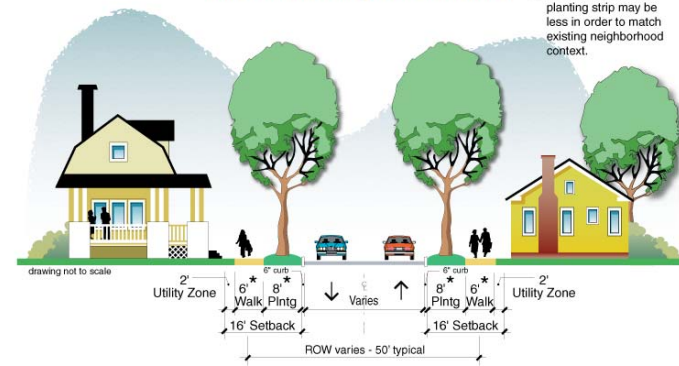 planting strip may be
less in order to match
existing neighborhood
context.
drawing not to scale
6" curb
6" curb
2'
Utility Zone
6'*
Walk
8'*
Plntg
℄
Varies
8'*
Plntg
6'*
Walk
2'
Utility Zone
16' Setback
16' Setback
ROW varies - 50' typical